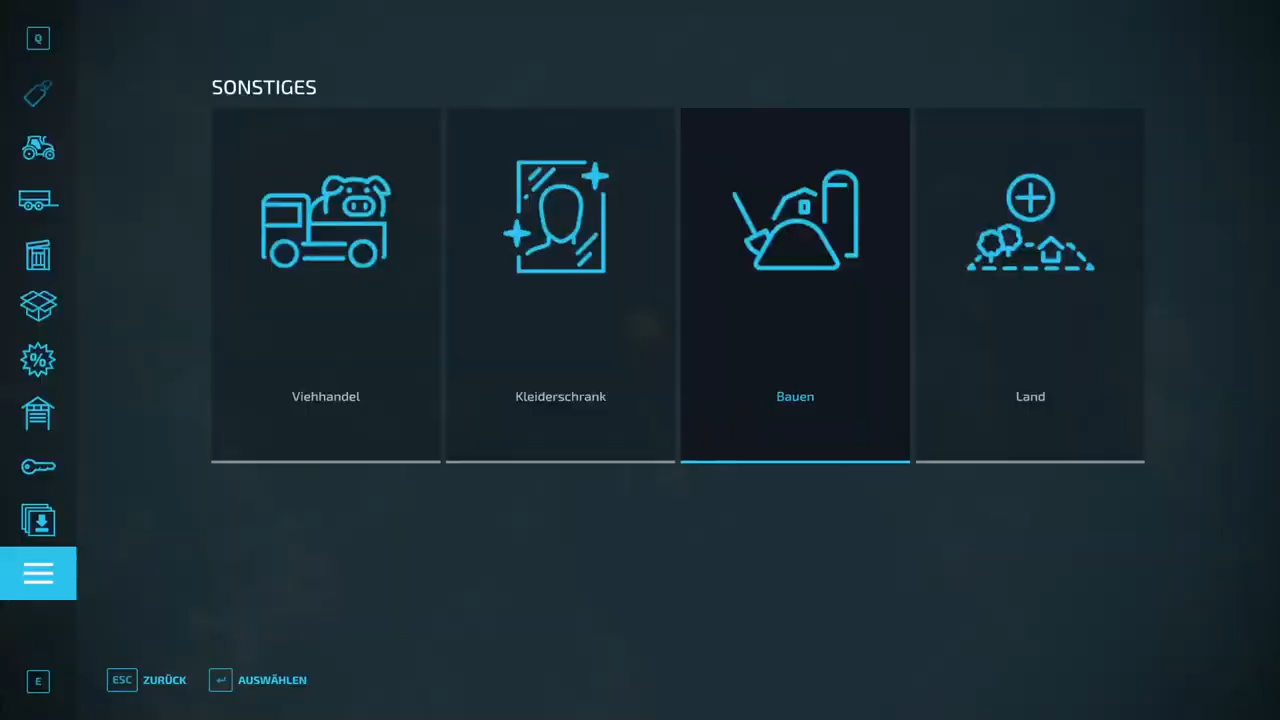 Q
SONSTIGES
%
Viehhandel
Kleiderschrank
Bauen
Land
E
ESC ZURÜCK ↵ AUSWÄHLEN